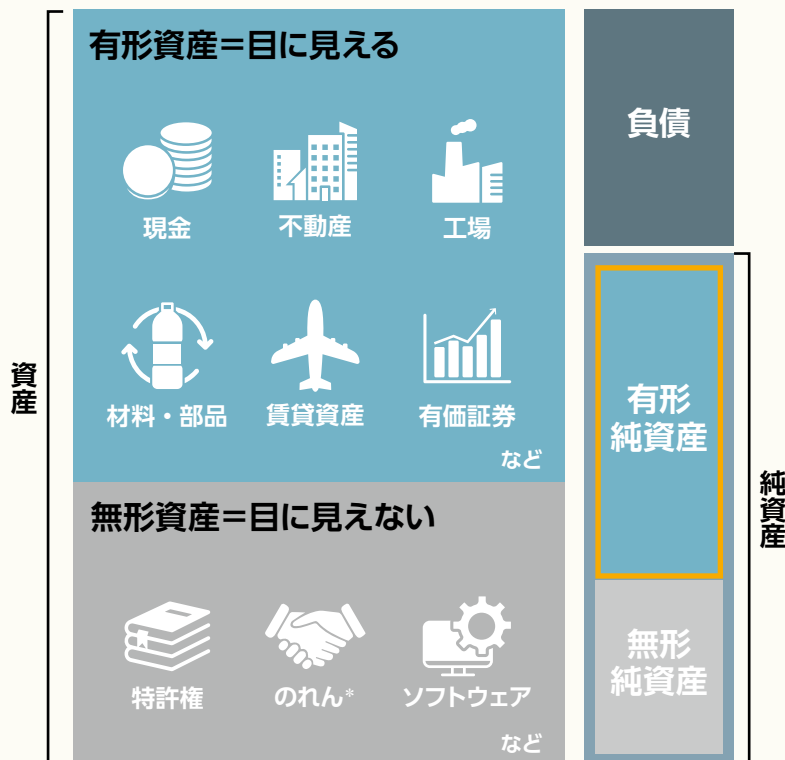 資産
有形資産＝目に見える
現金
不動産
工場
材料・部品
賃貸資産
有価証券
など
無形資産＝目に見えない
特許権
のれん*
ソフトウェア
など
負債
有形
純資産
無形
純資産
純資産